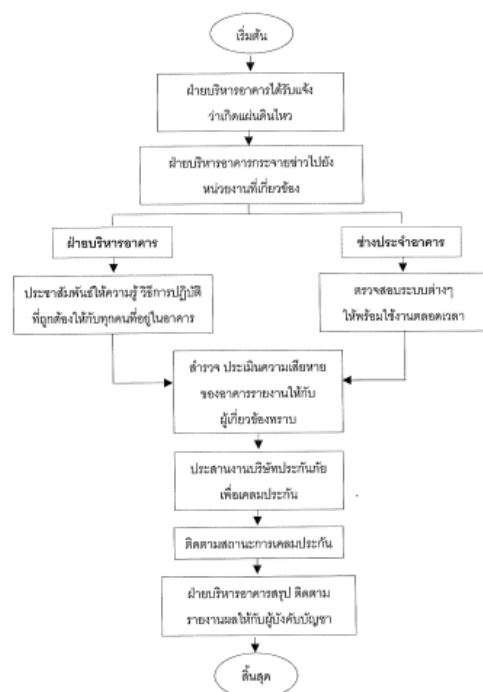 เริ่มต้น
ฝ่ายบริหารอาคารได้รับแจ้ง
ว่าเกิดแผ่นดินไหว
ฝ่ายบริหารอาคารกระจายข่าวไปยัง
หน่วยงานที่เกี่ยวข้อง
ฝ่ายบริหารอาคาร
ช่างประจำอาคาร
ประชาสัมพันธ์ให้ความรู้ วิธีการปฏิบัติ
ที่ถูกต้องให้กับทุกคนที่อยู่ในอาคาร
ตรวจสอบระบบต่างๆ
ให้พร้อมใช้งานตลอดเวลา
สำรวจ ประเมินความเสียหาย
ของอาคารรายงานให้กับ
ผู้เกี่ยวข้องทราบ
ประสานงานบริษัทประกันภัย
เพื่อเคลมประกัน
ติดตามสถานะการเคลมประกัน
ฝ่ายบริหารอาคารสรุป ติดตาม
รายงานผลให้กับผู้บังคับบัญชา
สิ้นสุด